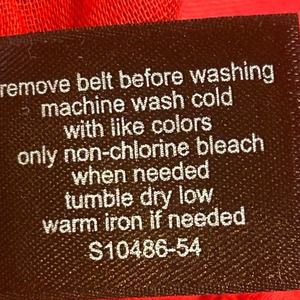 remove belt before washing
machine wash cold
with like colors
only non-chlorine bleach
when needed
tumble dry low
warm iron if needed
S10486-54